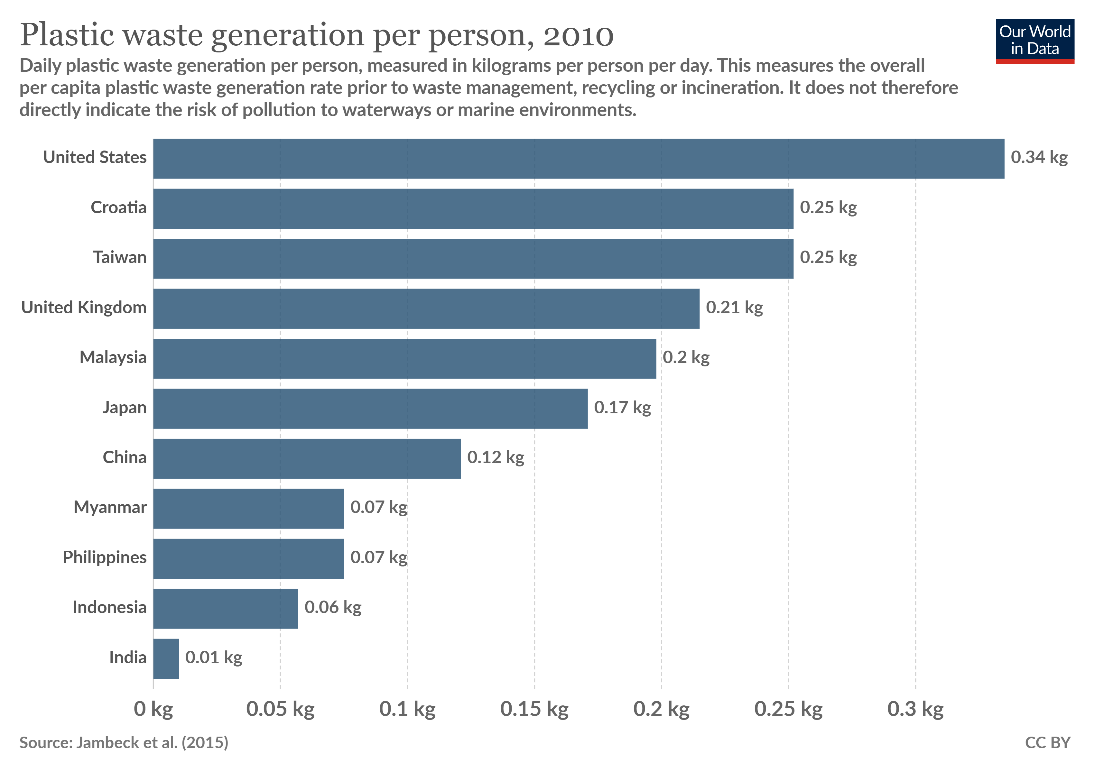 Plastic waste generation per person, 2010
Our World
in Data
Daily plastic waste generation per person, measured in kilograms per person per day. This measures the overall
per capita plastic waste generation rate prior to waste management, recycling or incineration. It does not therefore
directly indicate the risk of pollution to waterways or marine environments.
United States 0.34 kg
Croatia 0.25 kg
Taiwan 0.25 kg
United Kingdom 0.21 kg
Malaysia 0.2 kg
Japan 0.17 kg
China 0.12 kg
Myanmar 0.07 kg
Philippines 0.07 kg
Indonesia 0.06 kg
India 0.01 kg
0 kg 0.05 kg 0.1 kg 0.15 kg 0.2 kg 0.25 kg 0.3 kg
Source: Jambeck et al. (2015) CC BY